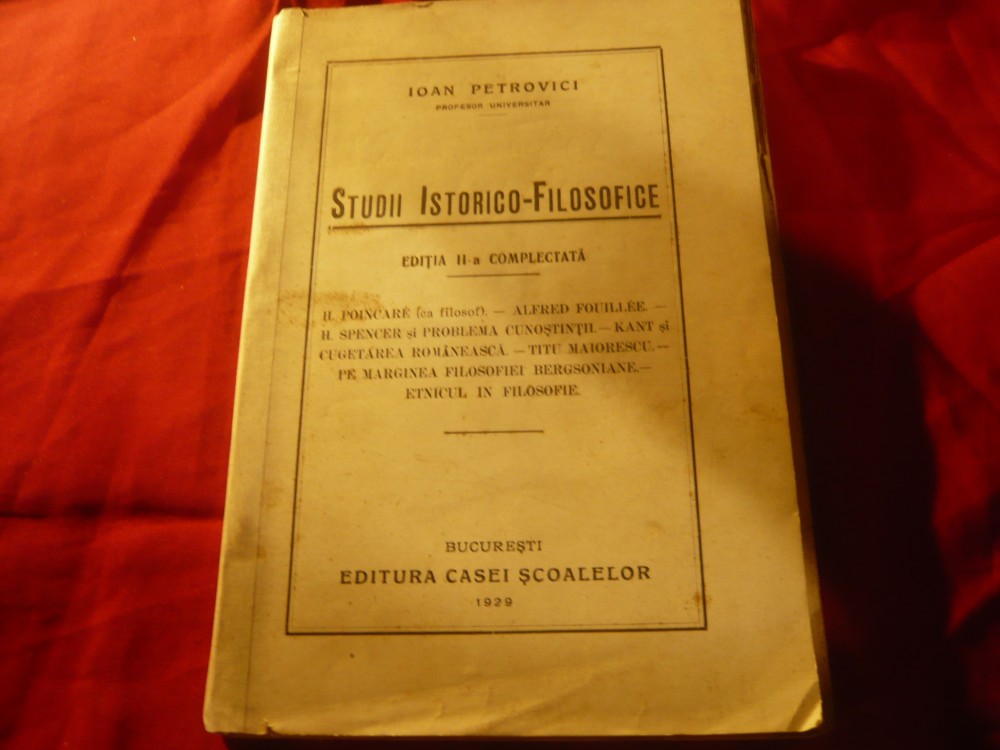 IOAN PETROVICI
PROFESOR UNIVERSITAR
STUDII ISTORICO-FILOSOFICE
EDIȚIA II-a COMPLECTATĂ
H. POINCARÉ (ca filosof). — ALFRED FOUILLÉE. —
H. SPENCER și PROBLEMA CUNOȘTINȚII. — KANT și
CUGETAREA ROMÂNEASCĂ. — TITU MAIORESCU. —
PE MARGINEA FILOSOFIEI BERGSONIANE. —
ETNICUL IN FILOSOFIE.
BUCUREȘTI
EDITURA CASEI ȘCOALELOR
1929